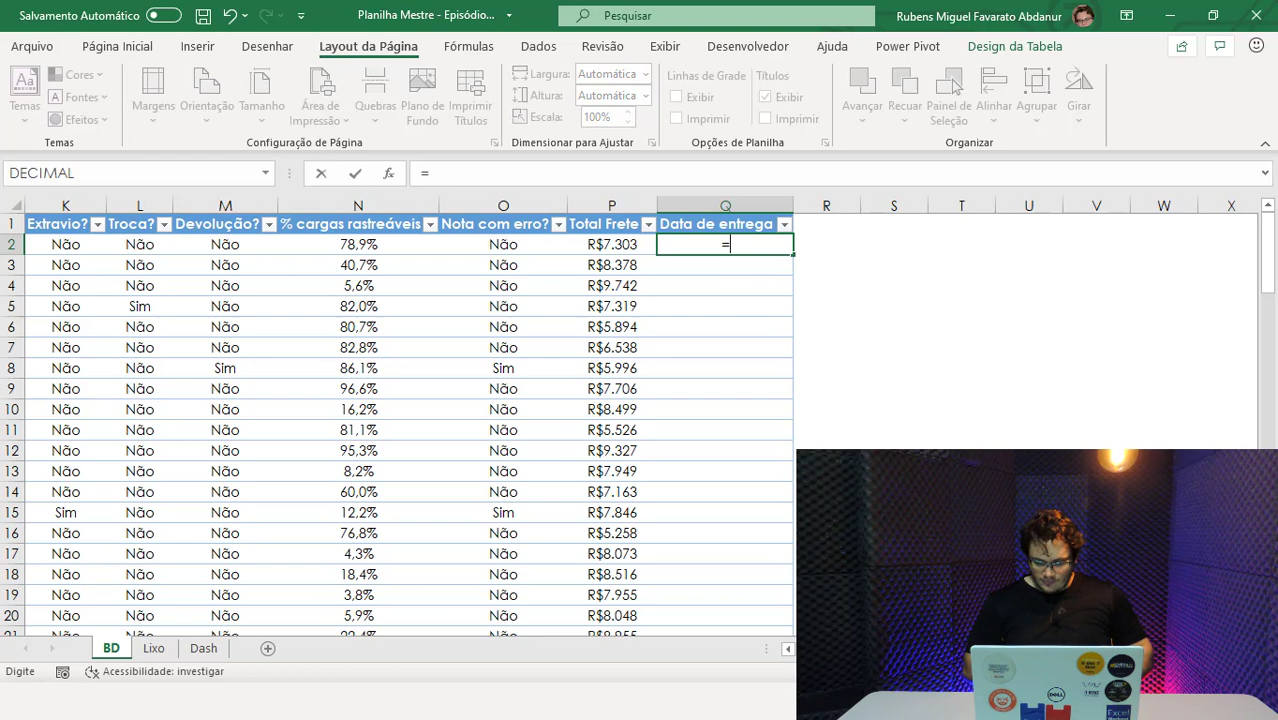 Salvamento Automático
Planilha Mestre - Episódio...
Pesquisar
Rubens Miguel Favarato Abdanur
Arquivo Página Inicial Inserir Desenhar Layout da Página Fórmulas Dados Revisão Exibir Desenvolvedor Ajuda Power Pivot Design da Tabela
Aa
Temas
Cores
A Fontes
Efeitos
Temas
Margens
Orientação
Tamanho
Área de
Impressão
Quebras
Plano de
Fundo
Imprimir
Títulos
Configuração de Página
Largura: Automática
Altura: Automática
Escala: 100%
Dimensionar para Ajustar
Linhas de Grade
Exibir
Imprimir
Títulos
Exibir
Imprimir
Opções de Planilha
Avançar
Recuar
Painel de
Seleção
Alinhar
Agrupar
Girar
Organizar
DECIMAL fx =
K L M N O P Q R S T U V W X
1 Extravio? Troca? Devolução? % cargas rastreáveis Nota com erro? Total Frete Data de entrega
2 Não Não Não 78,9% Não R$7.303 =
3 Não Não Não 40,7% Não R$8.378
4 Não Não Não 5,6% Não R$9.742
5 Não Sim Não 82,0% Não R$7.319
6 Não Não Não 80,7% Não R$5.894
7 Não Não Não 82,8% Não R$6.538
8 Não Não Sim 86,1% Sim R$5.996
9 Não Não Não 96,6% Não R$7.706
10 Não Não Não 16,2% Não R$8.499
11 Não Não Não 81,1% Não R$5.526
12 Não Não Não 95,3% Não R$9.327
13 Não Não Não 8,2% Não R$7.949
14 Não Não Não 60,0% Não R$7.163
15 Sim Não Não 12,2% Sim R$7.846
16 Não Não Não 76,8% Não R$5.258
17 Não Não Não 4,3% Não R$8.073
18 Não Não Não 18,4% Não R$8.516
19 Não Não Não 3,8% Não R$7.955
20 Não Não Não 5,9% Não R$8.048
BD Lixo Dash
Digite
Acessibilidade: investigar
DELL
Excel